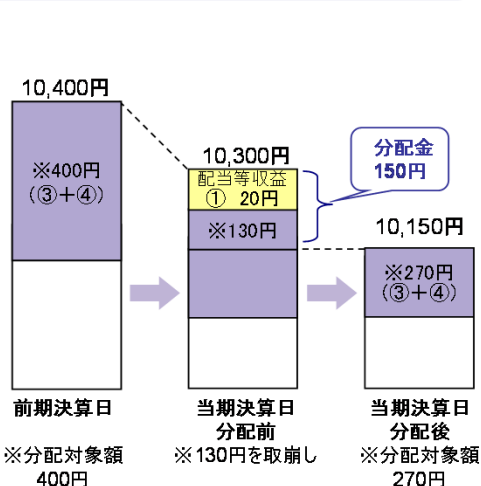 10,400円
※400円
(③+④)
前期決算日
※分配対象額
400円
10,300円
配当等収益
① 20円
※130円
分配金
150円
当期決算日
分配前
※130円を取崩し
10,150円
※270円
(③+④)
当期決算日
分配後
※分配対象額
270円